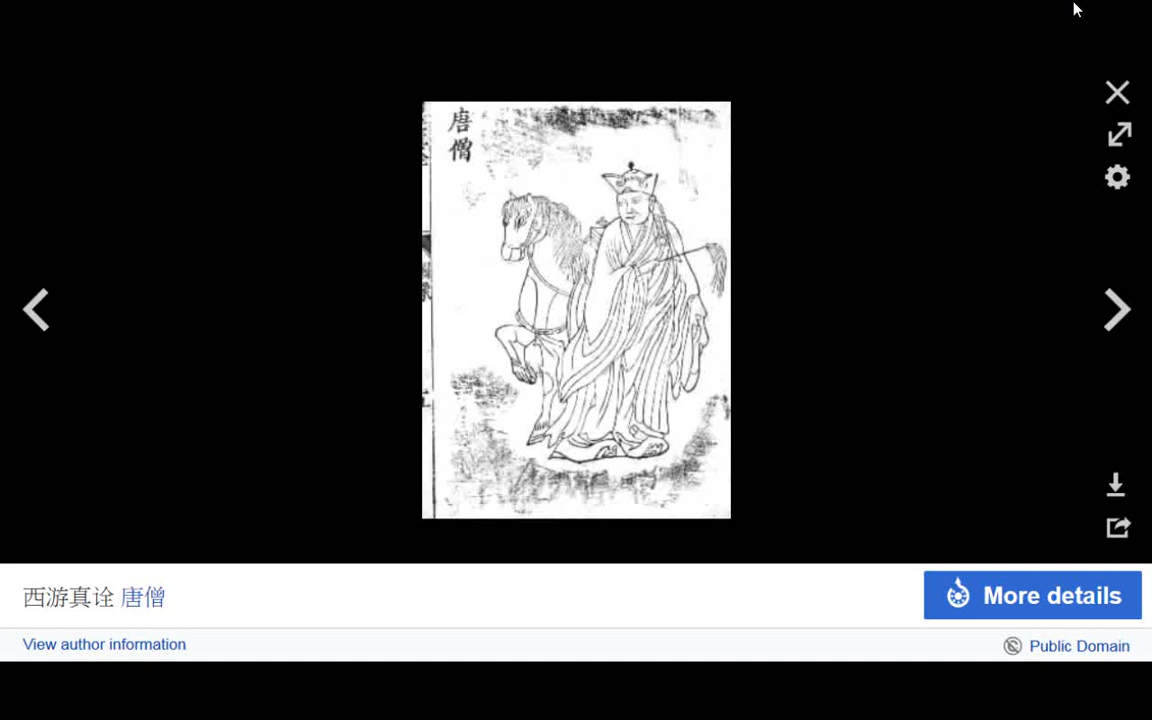 唐
僧
西游真诠 唐僧
More details
View author information
Public Domain